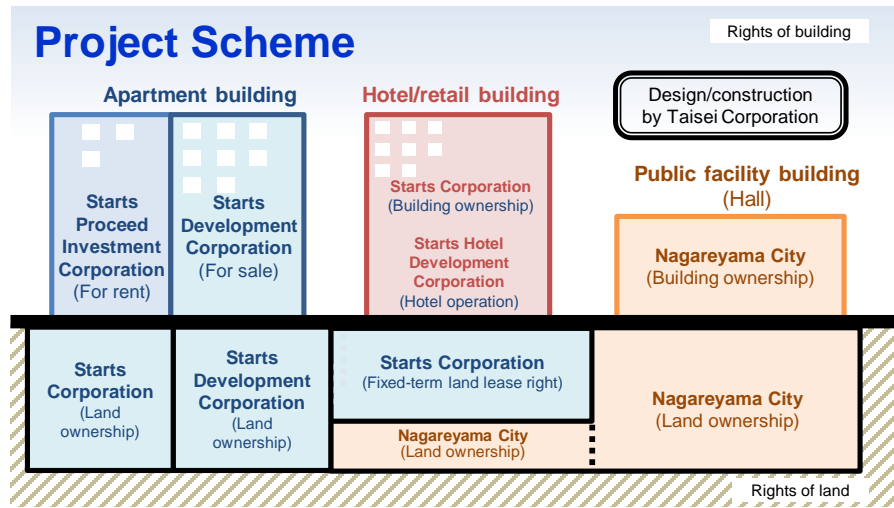 Project Scheme
Rights of building
Apartment building
Hotel/retail building
Design/construction
by Taisei Corporation
Public facility building
(Hall)
Starts
Proceed
Investment
Corporation
(For rent)
Starts
Development
Corporation
(For sale)
Starts Corporation
(Building ownership)
Starts Hotel
Development
Corporation
(Hotel operation)
Nagareyama City
(Building ownership)
Starts
Corporation
(Land
ownership)
Starts
Development
Corporation
(Land
ownership)
Starts Corporation
(Fixed-term land lease right)
Nagareyama City
(Land ownership)
Nagareyama City
(Land ownership)
Rights of land